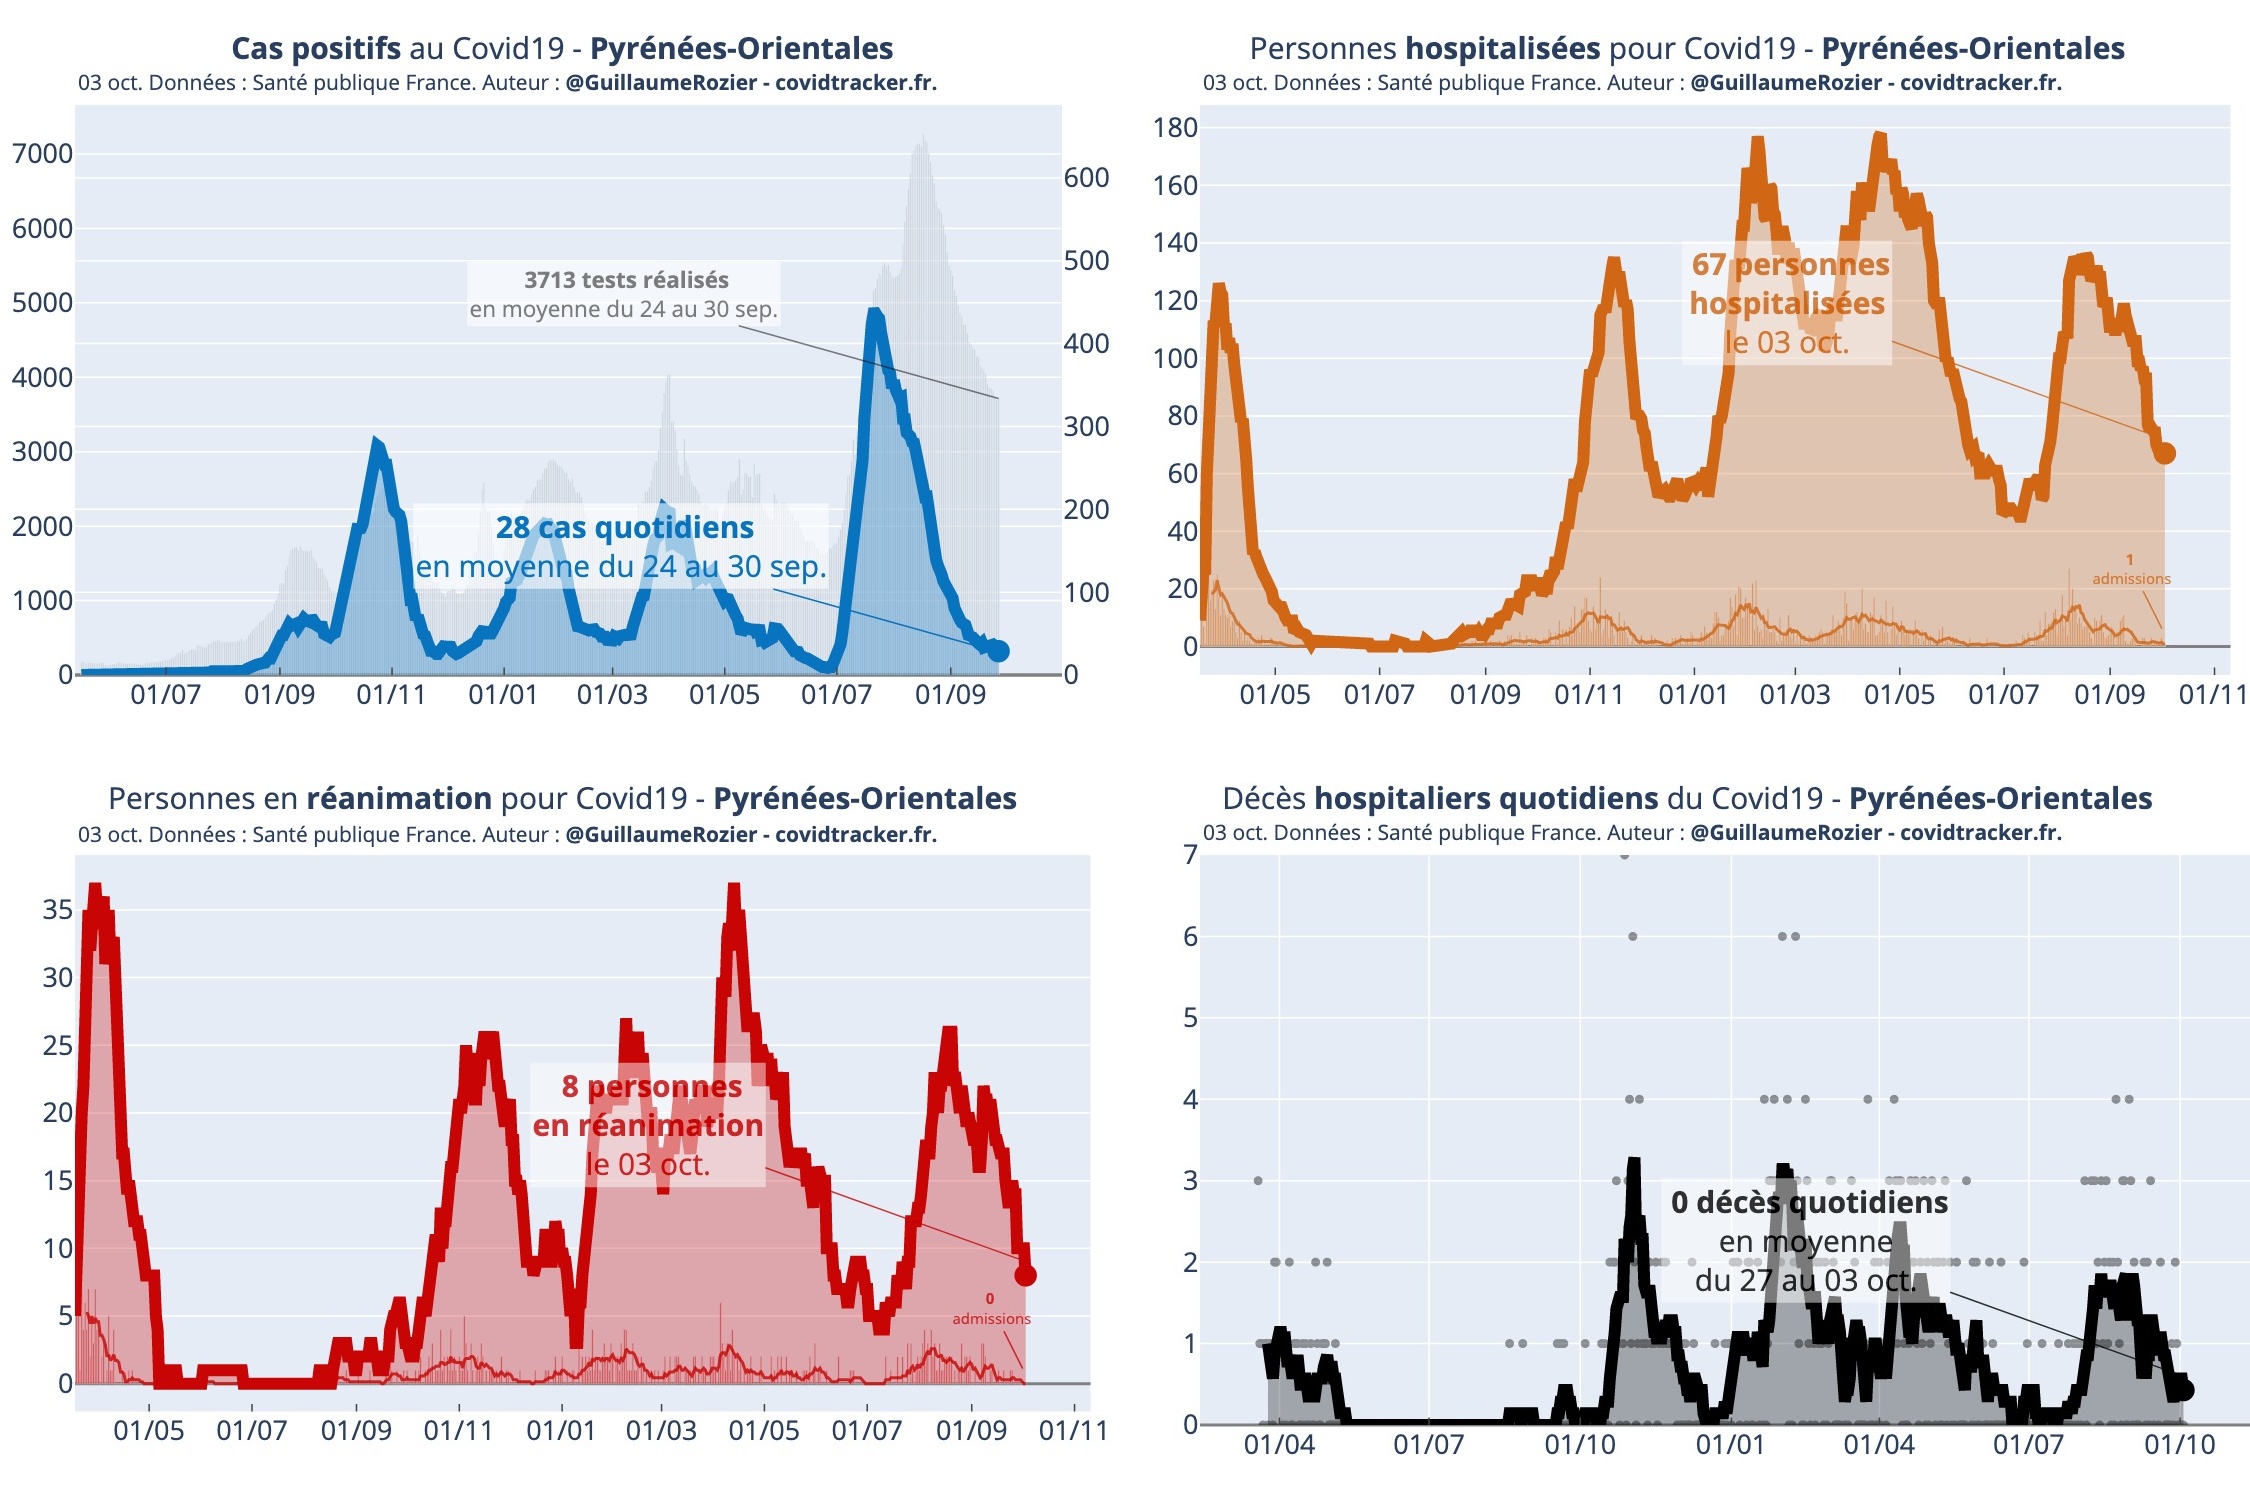 Cas positifs au Covid19 - Pyrénées-Orientales
03 oct. Données : Santé publique France. Auteur : @GuillaumeRozier - covidtracker.fr.
7000
6000
5000
4000
3000
2000
1000
0
600
500
400
300
200
100
0
3713 tests réalisés
en moyenne du 24 au 30 sep.
28 cas quotidiens
en moyenne du 24 au 30 sep.
01/07 01/09 01/11 01/01 01/03 01/05 01/07 01/09
Personnes hospitalisées pour Covid19 - Pyrénées-Orientales
03 oct. Données : Santé publique France. Auteur : @GuillaumeRozier - covidtracker.fr.
180
160
140
120
100
80
60
40
20
0
67 personnes
hospitalisées
le 03 oct.
1
admissions
01/05 01/07 01/09 01/11 01/01 01/03 01/05 01/07 01/09 01/11
Personnes en réanimation pour Covid19 - Pyrénées-Orientales
03 oct. Données : Santé publique France. Auteur : @GuillaumeRozier - covidtracker.fr.
35
30
25
20
15
10
5
0
8 personnes
en réanimation
le 03 oct.
0
admissions
01/05 01/07 01/09 01/11 01/01 01/03 01/05 01/07 01/09 01/11
Décès hospitaliers quotidiens du Covid19 - Pyrénées-Orientales
03 oct. Données : Santé publique France. Auteur : @GuillaumeRozier - covidtracker.fr.
7
6
5
4
3
2
1
0
0 décès quotidiens
en moyenne
du 27 au 03 oct.
01/04 01/07 01/10 01/01 01/04 01/07 01/10